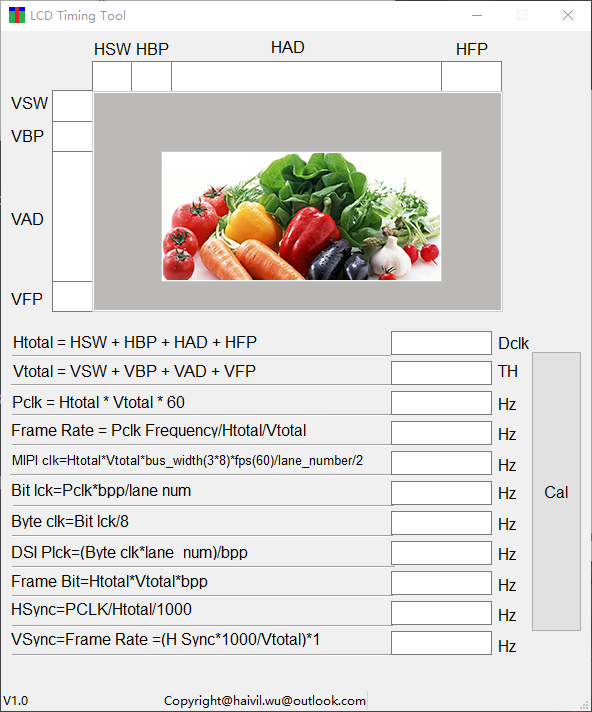 LCD Timing Tool
HSW HBP HAD HFP
VSW
VBP
VAD
VFP
Htotal = HSW + HBP + HAD + HFP Dclk
Vtotal = VSW + VBP + VAD + VFP TH
Pclk = Htotal * Vtotal * 60 Hz
Frame Rate = Pclk Frequency/Htotal/Vtotal Hz
MIPI clk=Htotal*Vtotal*bus_width(3*8)*fps(60)/lane_number/2 Hz
Bit lck=Pclk*bpp/lane num Hz
Cal
Byte clk=Bit lck/8 Hz
DSI Plck=(Byte clk*lane_num)/bpp Hz
Frame Bit=Htotal*Vtotal*bpp Hz
HSync=PCLK/Htotal/1000 Hz
VSync=Frame Rate =(H Sync*1000/Vtotal)*1 Hz
V1.0 Copyright@haivil.wu@outlook.com